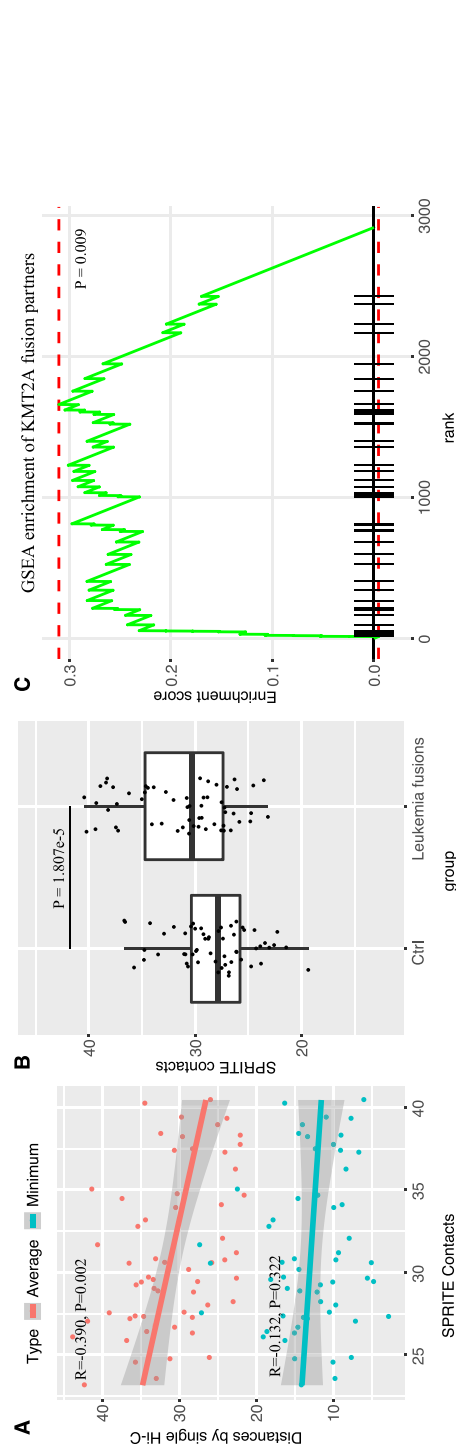 A
Type Average Minimum
R=-0.390, P=0.002
R=-0.132, P=0.322
Distances by single Hi-C
40
30
20
10
25 30 35 40
SPRITE Contacts
B
P = 1.807e-5
SPRITE contacts
40
30
20
Ctrl Leukemia fusions
group
C
GSEA enrichment of KMT2A fusion partners
P = 0.009
Enrichment score
0.3
0.2
0.1
0.0
0 1000 2000 3000
rank